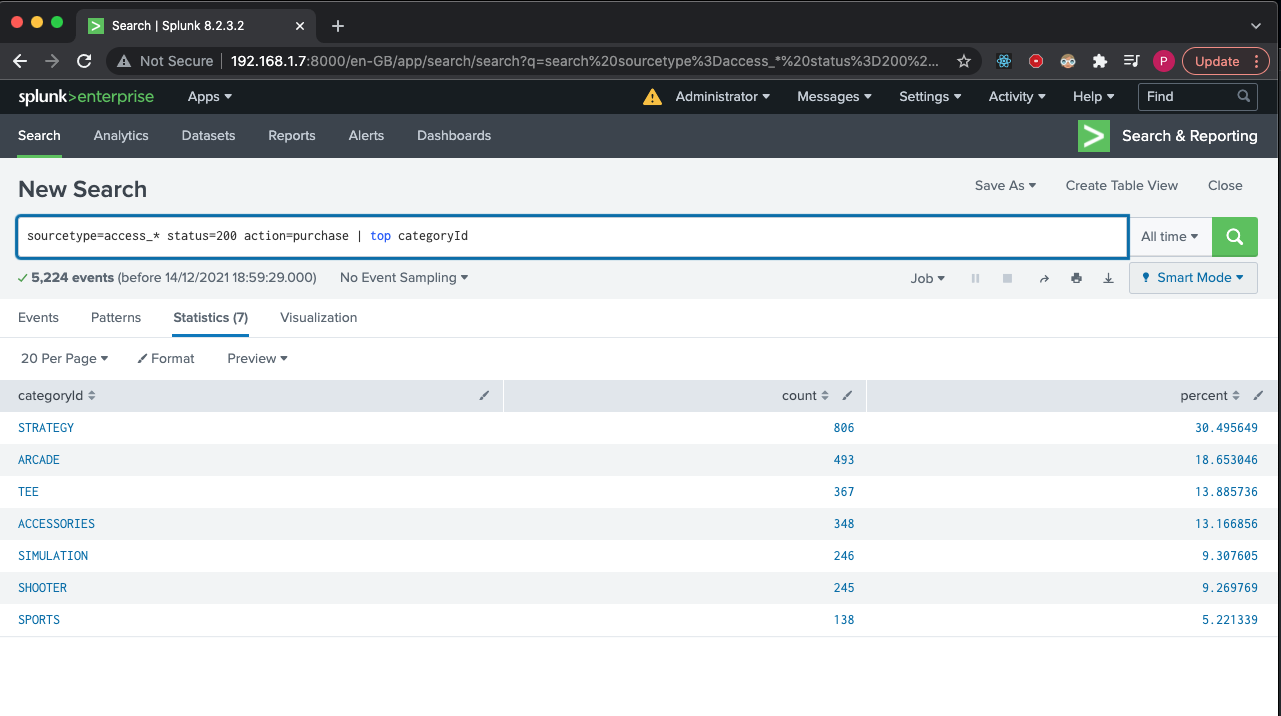 Search | Splunk 8.2.3.2
Not Secure 192.168.1.7:8000/en-GB/app/search/search?q=search%20sourcetype%3Daccess_*%20status%3D200%2... P Update
splunk>enterprise Apps Administrator Messages Settings Activity Help Find
Search Analytics Datasets Reports Alerts Dashboards Search & Reporting
New Search Save As Create Table View Close
sourcetype=access_* status=200 action=purchase | top categoryId All time
5,224 events (before 14/12/2021 18:59:29.000) No Event Sampling Job Smart Mode
Events Patterns Statistics (7) Visualization
20 Per Page Format Preview
categoryId count percent
STRATEGY 806 30.495649
ARCADE 493 18.653046
TEE 367 13.885736
ACCESSORIES 348 13.166856
SIMULATION 246 9.307605
SHOOTER 245 9.269769
SPORTS 138 5.221339